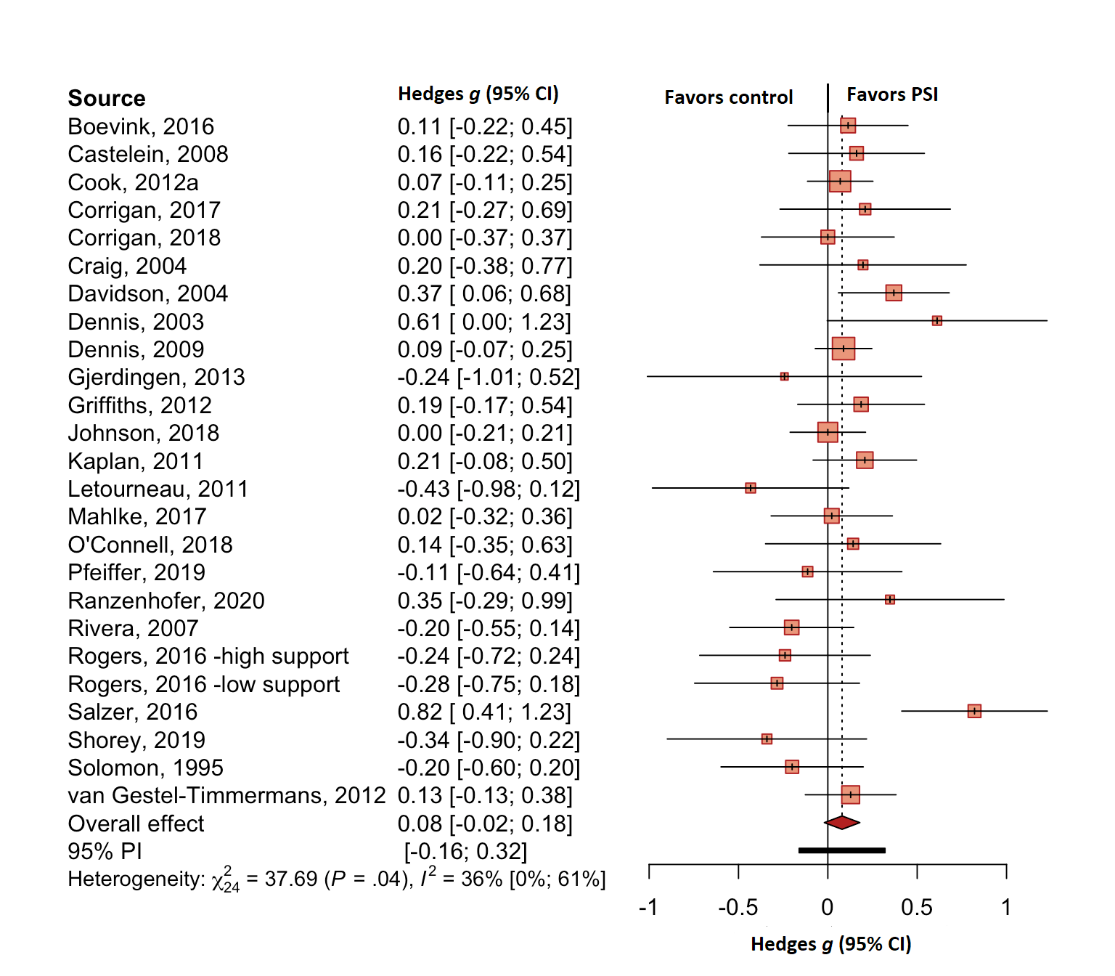 Source Hedges g (95% CI) Favors control Favors PSI
Boevink, 2016 0.11 [-0.22; 0.45]
Castelein, 2008 0.16 [-0.22; 0.54]
Cook, 2012a 0.07 [-0.11; 0.25]
Corrigan, 2017 0.21 [-0.27; 0.69]
Corrigan, 2018 0.00 [-0.37; 0.37]
Craig, 2004 0.20 [-0.38; 0.77]
Davidson, 2004 0.37 [ 0.06; 0.68]
Dennis, 2003 0.61 [ 0.00; 1.23]
Dennis, 2009 0.09 [-0.07; 0.25]
Gjerdingen, 2013 -0.24 [-1.01; 0.52]
Griffiths, 2012 0.19 [-0.17; 0.54]
Johnson, 2018 0.00 [-0.21; 0.21]
Kaplan, 2011 0.21 [-0.08; 0.50]
Letourneau, 2011 -0.43 [-0.98; 0.12]
Mahlke, 2017 0.02 [-0.32; 0.36]
O'Connell, 2018 0.14 [-0.35; 0.63]
Pfeiffer, 2019 -0.11 [-0.64; 0.41]
Ranzenhofer, 2020 0.35 [-0.29; 0.99]
Rivera, 2007 -0.20 [-0.55; 0.14]
Rogers, 2016 -high support -0.24 [-0.72; 0.24]
Rogers, 2016 -low support -0.28 [-0.75; 0.18]
Salzer, 2016 0.82 [ 0.41; 1.23]
Shorey, 2019 -0.34 [-0.90; 0.22]
Solomon, 1995 -0.20 [-0.60; 0.20]
van Gestel-Timmermans, 2012 0.13 [-0.13; 0.38]
Overall effect 0.08 [-0.02; 0.18]
95% PI [-0.16; 0.32]
Heterogeneity: χ²₂₄ = 37.69 (P = .04), I² = 36% [0%; 61%]
-1 -0.5 0 0.5 1
Hedges g (95% CI)